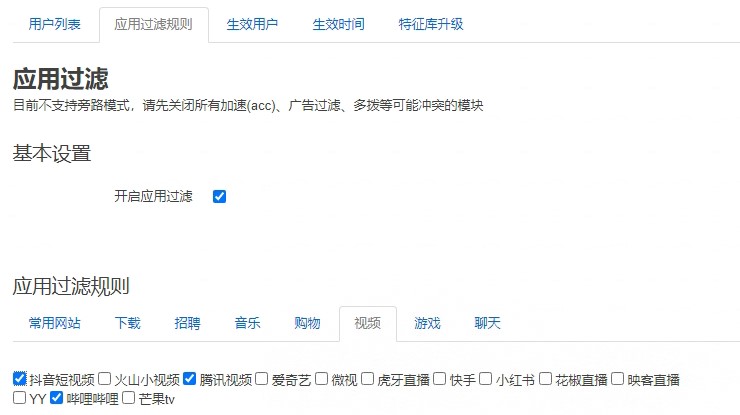 用户列表 应用过滤规则 生效用户 生效时间 特征库升级
应用过滤
目前不支持旁路模式，请先关闭所有加速(acc)、广告过滤、多拨等可能冲突的模块
基本设置
开启应用过滤
应用过滤规则
常用网站 下载 招聘 音乐 购物 视频 游戏 聊天
抖音短视频 火山小视频 腾讯视频 爱奇艺 微视 虎牙直播 快手 小红书 花椒直播 映客直播
YY 哔哩哔哩 芒果tv